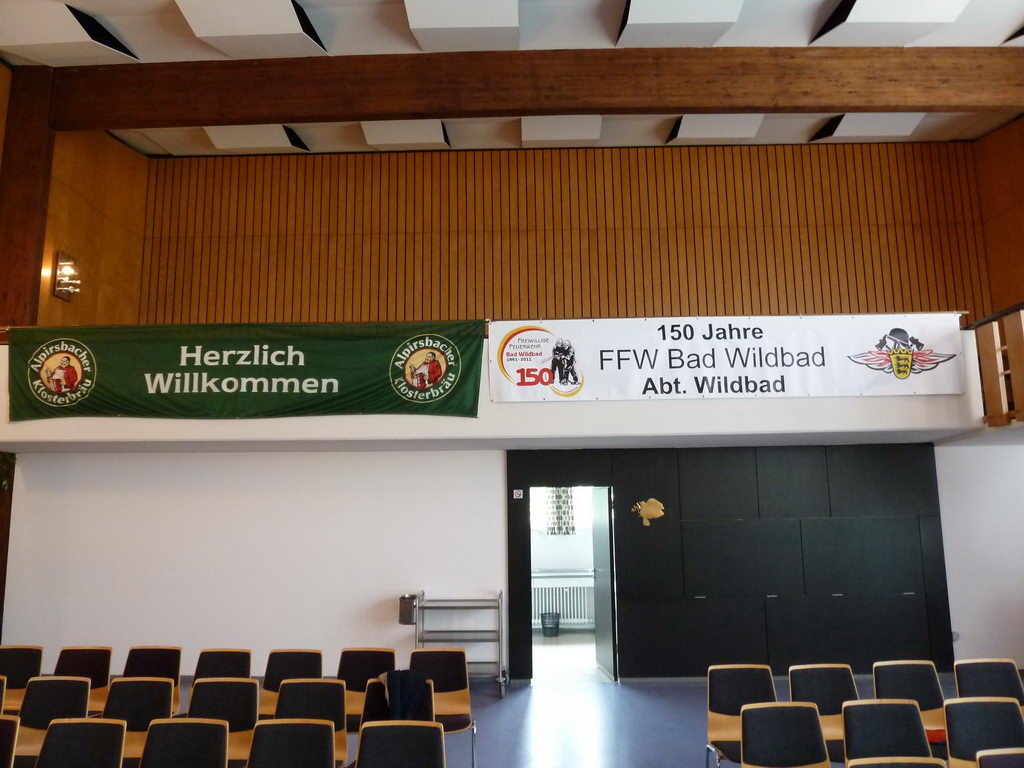 Herzlich
Willkommen
Alpirsbacher
Klosterbräu
Alpirsbacher
Klosterbräu
FREIWILLIGE
FEUERWEHR
Bad Wildbad
1861-2011
150
150 Jahre
FFW Bad Wildbad
Abt. Wildbad